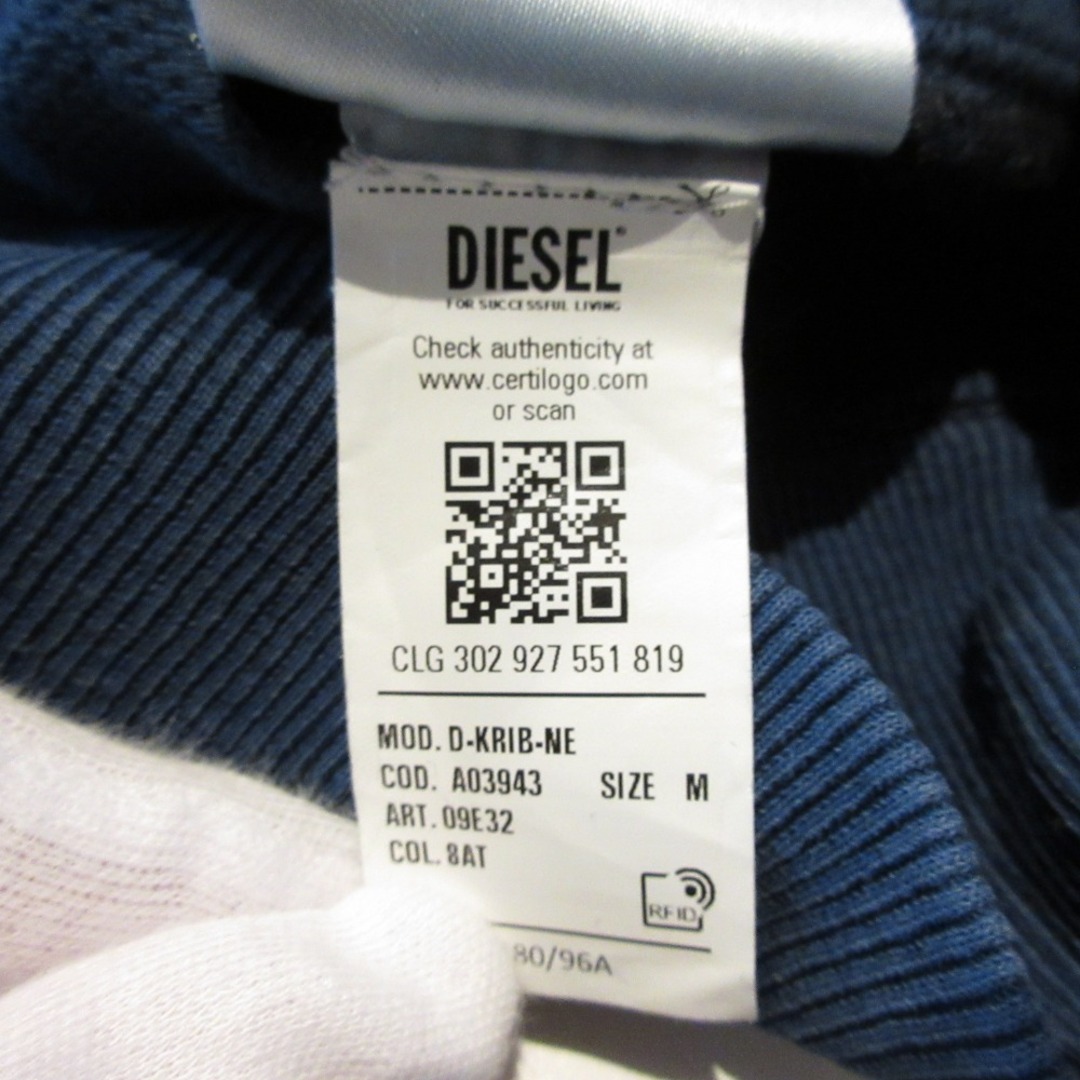 DIESEL
FOR SUCCESSFUL LIVING
Check authenticity at
www.certilogo.com
or scan
CLG 302 927 551 819
MOD. D-KRIB-NE
COD. A03943 SIZE M
ART. 09E32
COL. 8AT
RFID
80/96A